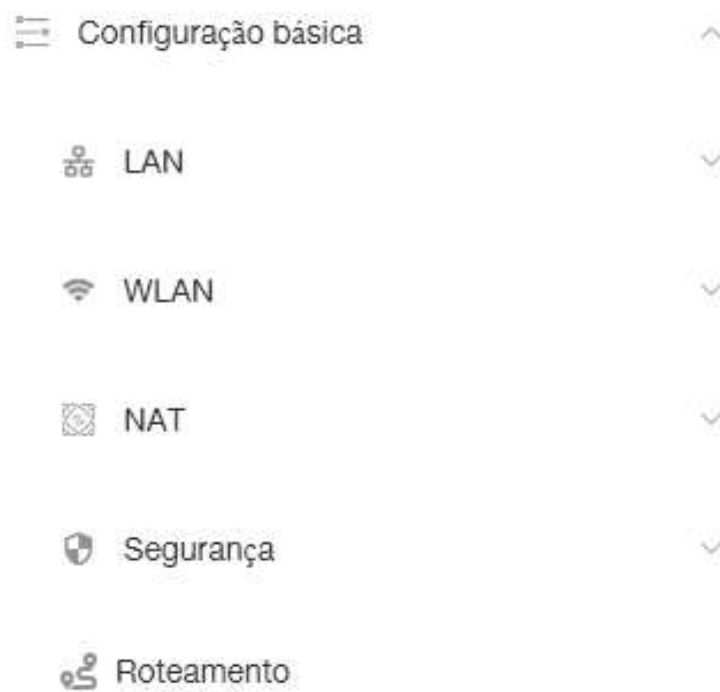 Configuração básica
LAN
WLAN
NAT
Segurança
Roteamento